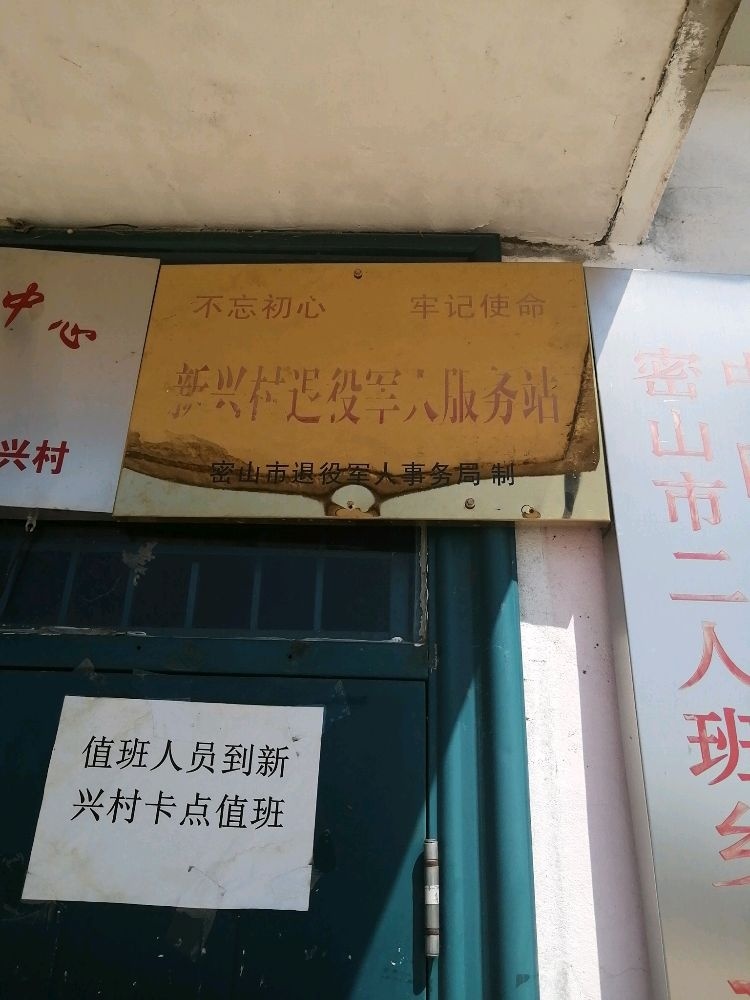 中心
兴村
不忘初心 牢记使命
新兴村退役军人服务站
密山市退役军人事务局 制
值班人员到新
兴村卡点值班
密山市二人班乡